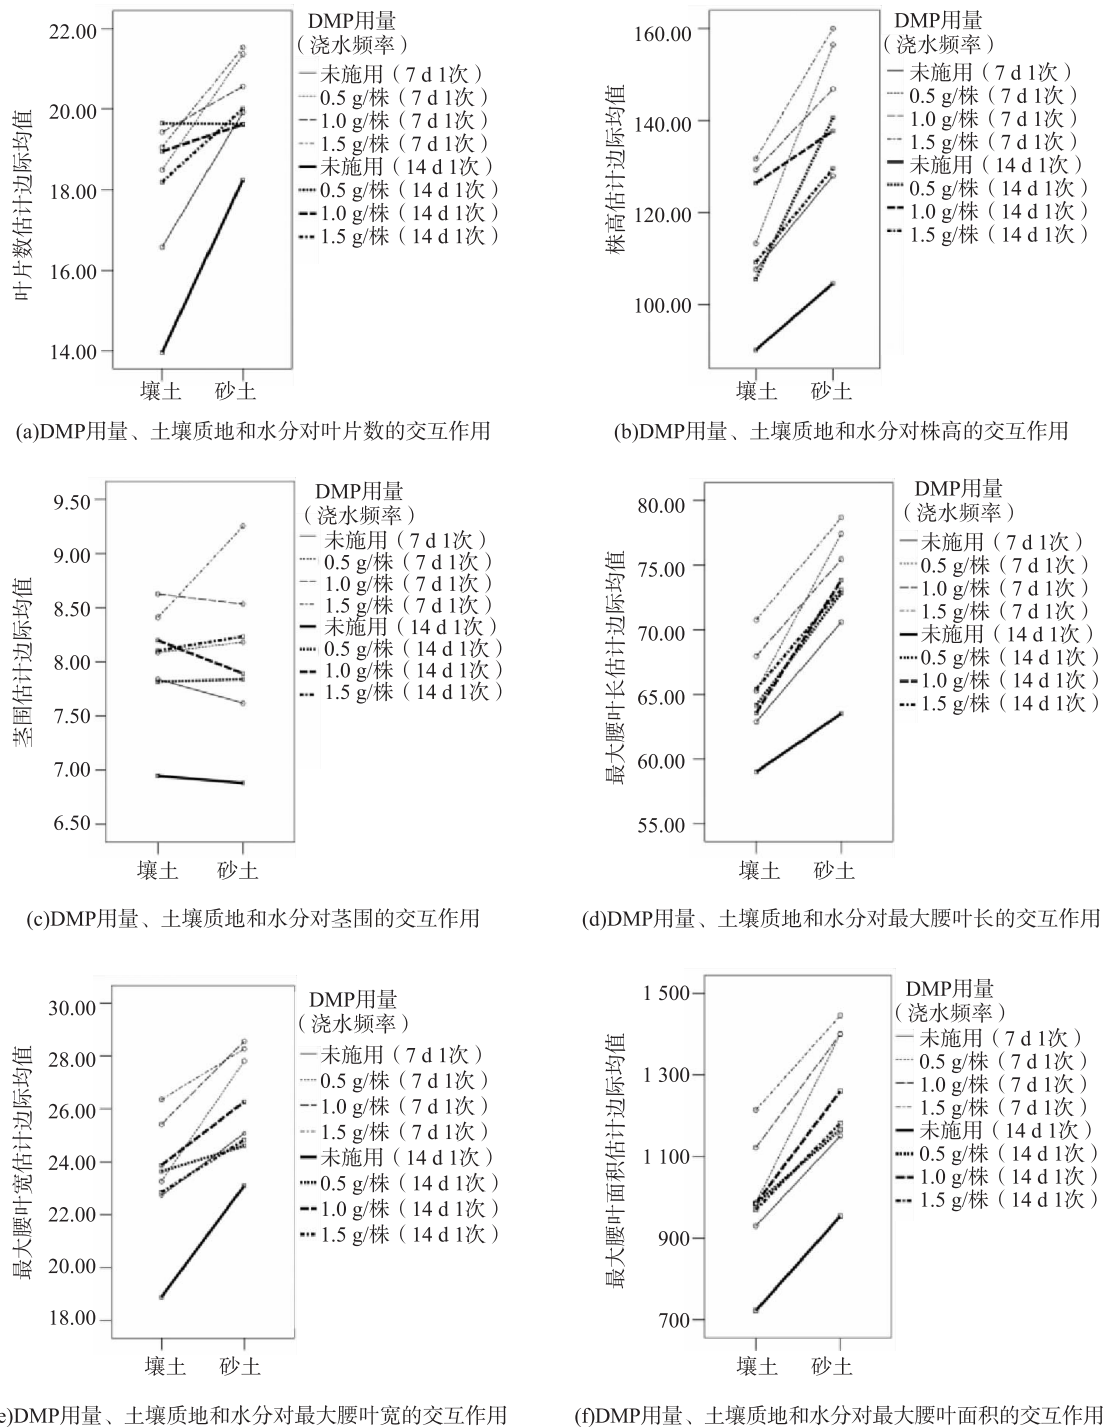 22.00
20.00
18.00
16.00
14.00
叶片数估计边际均值
壤土
砂土
DMP用量
(浇水频率)
未施用(7 d 1次)
0.5 g/株(7 d 1次)
1.0 g/株(7 d 1次)
1.5 g/株(7 d 1次)
未施用(14 d 1次)
0.5 g/株(14 d 1次)
1.0 g/株(14 d 1次)
1.5 g/株(14 d 1次)
(a)DMP用量、土壤质地和水分对叶片数的交互作用
160.00
140.00
120.00
100.00
株高估计边际均值
壤土
砂土
DMP用量
(浇水频率)
未施用(7 d 1次)
0.5 g/株(7 d 1次)
1.0 g/株(7 d 1次)
1.5 g/株(7 d 1次)
未施用(14 d 1次)
0.5 g/株(14 d 1次)
1.0 g/株(14 d 1次)
1.5 g/株(14 d 1次)
(b)DMP用量、土壤质地和水分对株高的交互作用
9.50
9.00
8.50
8.00
7.50
7.00
6.50
茎围估计边际均值
壤土
砂土
DMP用量
(浇水频率)
未施用(7 d 1次)
0.5 g/株(7 d 1次)
1.0 g/株(7 d 1次)
1.5 g/株(7 d 1次)
未施用(14 d 1次)
0.5 g/株(14 d 1次)
1.0 g/株(14 d 1次)
1.5 g/株(14 d 1次)
(c)DMP用量、土壤质地和水分对茎围的交互作用
80.00
75.00
70.00
65.00
60.00
55.00
最大腰叶长估计边际均值
壤土
砂土
DMP用量
(浇水频率)
未施用(7 d 1次)
0.5 g/株(7 d 1次)
1.0 g/株(7 d 1次)
1.5 g/株(7 d 1次)
未施用(14 d 1次)
0.5 g/株(14 d 1次)
1.0 g/株(14 d 1次)
1.5 g/株(14 d 1次)
(d)DMP用量、土壤质地和水分对最大腰叶长的交互作用
30.00
28.00
26.00
24.00
22.00
20.00
18.00
最大腰叶宽估计边际均值
壤土
砂土
DMP用量
(浇水频率)
未施用(7 d 1次)
0.5 g/株(7 d 1次)
1.0 g/株(7 d 1次)
1.5 g/株(7 d 1次)
未施用(14 d 1次)
0.5 g/株(14 d 1次)
1.0 g/株(14 d 1次)
1.5 g/株(14 d 1次)
e)DMP用量、土壤质地和水分对最大腰叶宽的交互作用
1 500
1 300
1 100
900
700
最大腰叶面积估计边际均值
壤土
砂土
DMP用量
(浇水频率)
未施用(7 d 1次)
0.5 g/株(7 d 1次)
1.0 g/株(7 d 1次)
1.5 g/株(7 d 1次)
未施用(14 d 1次)
0.5 g/株(14 d 1次)
1.0 g/株(14 d 1次)
1.5 g/株(14 d 1次)
(f)DMP用量、土壤质地和水分对最大腰叶面积的交互作用